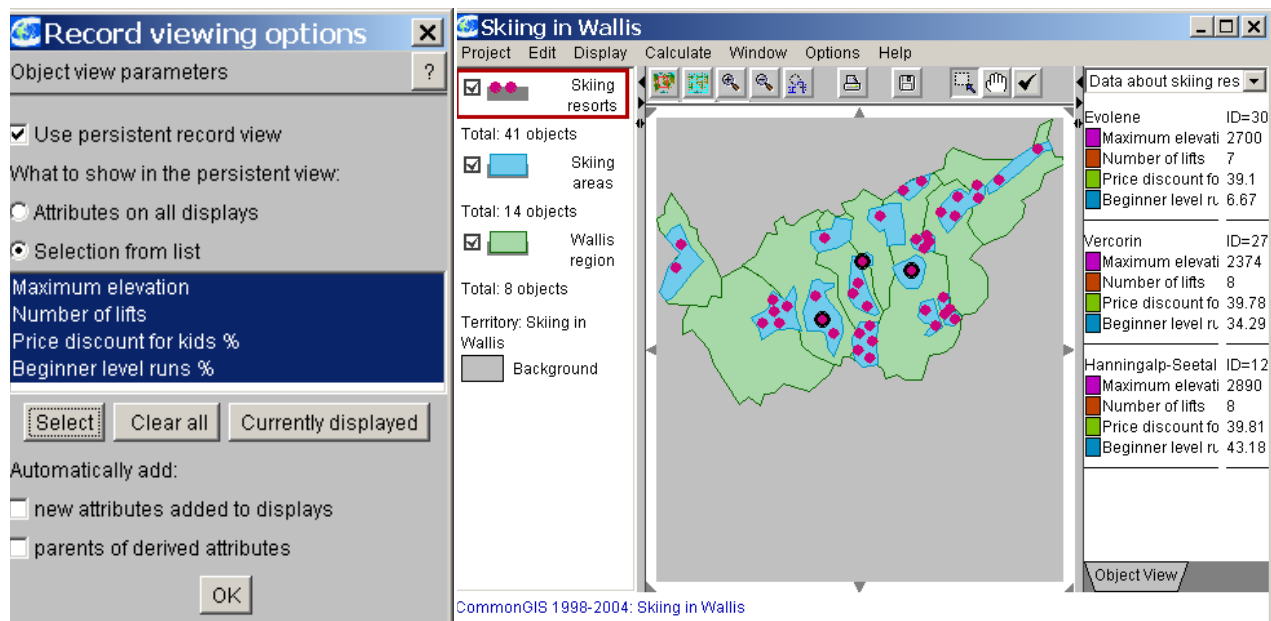 Record viewing options
Object view parameters
?
Use persistent record view
What to show in the persistent view:
Attributes on all displays
Selection from list
Maximum elevation
Number of lifts
Price discount for kids %
Beginner level runs %
Select Clear all Currently displayed
Automatically add:
new attributes added to displays
parents of derived attributes
OK
Skiing in Wallis
Project Edit Display Calculate Window Options Help
Skiing
resorts
Total: 41 objects
Skiing
areas
Total: 14 objects
Wallis
region
Total: 8 objects
Territory: Skiing in
Wallis
Background
Data about skiing res
Evolene ID=30
Maximum elevati 2700
Number of lifts 7
Price discount fo 39.1
Beginner level ru 6.67
Vercorin ID=27
Maximum elevati 2374
Number of lifts 8
Price discount fo 39.78
Beginner level ru 34.29
Hanningalp-Seetal ID=12
Maximum elevati 2890
Number of lifts 8
Price discount fo 39.81
Beginner level ru 43.18
Object View
CommonGIS 1998-2004: Skiing in Wallis